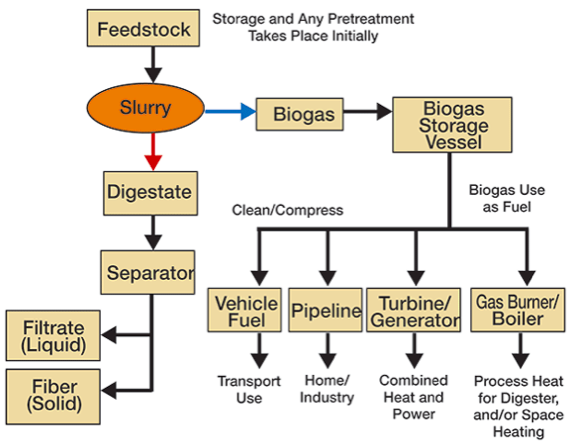 Feedstock
Storage and Any Pretreatment
Takes Place Initially
Slurry
Biogas
Biogas
Storage
Vessel
Digestate
Biogas Use
as Fuel
Clean/Compress
Separator
Vehicle
Fuel
Pipeline
Turbine/
Generator
Gas Burner/
Boiler
Filtrate
(Liquid)
Fiber
(Solid)
Transport
Use
Home/
Industry
Combined
Heat and
Power
Process Heat
for Digester,
and/or Space
Heating